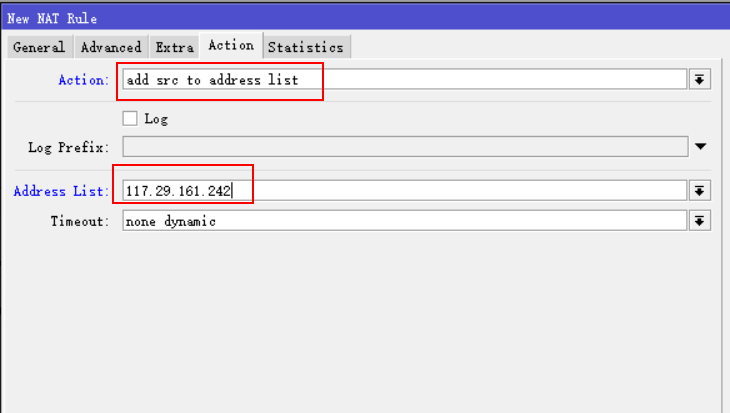 New NAT Rule
General Advanced Extra Action Statistics
Action: add src to address list
Log
Log Prefix:
Address List: 117.29.161.242
Timeout: none dynamic